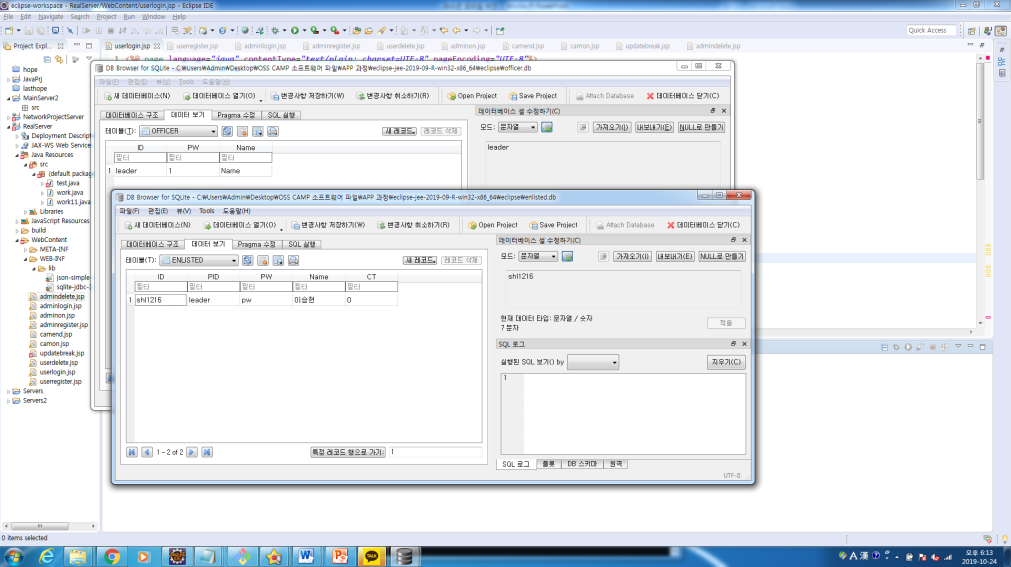 eclipse-workspace - RealServer/WebContent/userlogin.jsp - Eclipse IDE
File Edit Navigate Search Project Run Window Help
Quick Access
Project Expl...
userlogin.jsp userregister.jsp adminlogin.jsp adminregister.jsp userdelete.jsp adminon.jsp camend.jsp camon.jsp updatebreak.jsp admindelete.jsp
hope
JavaPrj
lasthope
MainServer2
src
NetworkProjectServer
RealServer
Deployment Descript
JAX-WS Web Service
Java Resources
src
(default package
test.java
work.java
work11.java
Libraries
JavaScript Resources
build
WebContent
META-INF
WEB-INF
lib
json-simple-
sqlite-jdbc-
admindelete.jsp
adminlogin.jsp
adminon.jsp
adminregister.jsp
camend.jsp
camon.jsp
updatebreak.jsp
userdelete.jsp
userlogin.jsp
userregister.jsp
Servers
Servers2
0 items selected
DB Browser for SQLite - C:₩Users₩Admin₩Desktop₩OSS CAMP 소프트웨어 파일₩APP 과정₩eclipse-jee-2019-09-R-win32-x86_64₩eclipse₩officer.db
파일(F) 편집(E) 뷰(V) Tools 도움말(H)
새 데이터베이스(N) 데이터베이스 열기(O) 변경사항 저장하기(W) 변경사항 취소하기(R) Open Project Save Project Attach Database 데이터베이스 닫기(C)
데이터베이스 구조 데이터 보기 Pragma 수정 SQL 실행
테이블(T): OFFICER 새 레코드 레코드 삭제
ID PW Name
필터 필터 필터
1 leader 1 Name
데이터베이스 셀 수정하기(C)
모드: 문자열 가져오기(I) 내보내기(E) NULL로 만들기
leader
DB Browser for SQLite - C:₩Users₩Admin₩Desktop₩OSS CAMP 소프트웨어 파일₩APP 과정₩eclipse-jee-2019-09-R-win32-x86_64₩eclipse₩enlisted.db
파일(F) 편집(E) 뷰(V) Tools 도움말(H)
새 데이터베이스(N) 데이터베이스 열기(O) 변경사항 저장하기(W) 변경사항 취소하기(R) Open Project Save Project Attach Database 데이터베이스 닫기(C)
데이터베이스 구조 데이터 보기 Pragma 수정 SQL 실행
테이블(T): ENLISTED 새 레코드 레코드 삭제
ID PID PW Name CT
필터 필터 필터 필터 필터
1 shl1216 leader pw 이승현 0
1 - 2 of 2 특정 레코드 행으로 가기: 1
데이터베이스 셀 수정하기(C)
모드: 문자열 가져오기(I) 내보내기(E) NULL로 만들기
shl1216
현재 데이터 타입: 문자열 / 숫자
7 문자
적용
SQL 로그
실행된 SQL 보기(I) by 지우기(C)
1
SQL 로그 플롯 DB 스키마 원격
UTF-8
A 漢
오후 6:13
2019-10-24